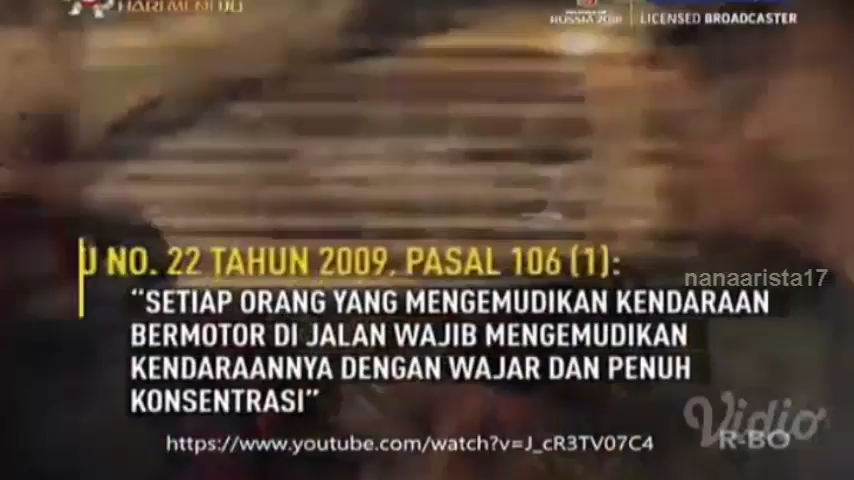 HARI MENUJU
RUSSIA 2018
LICENSED BROADCASTER
U NO. 22 TAHUN 2009, PASAL 106 (1):
nanaarista17
“SETIAP ORANG YANG MENGEMUDIKAN KENDARAAN
BERMOTOR DI JALAN WAJIB MENGEMUDIKAN
KENDARAANNYA DENGAN WAJAR DAN PENUH
KONSENTRASI”
Vidio
R-BO
https://www.youtube.com/watch?v=J_cR3TV07C4